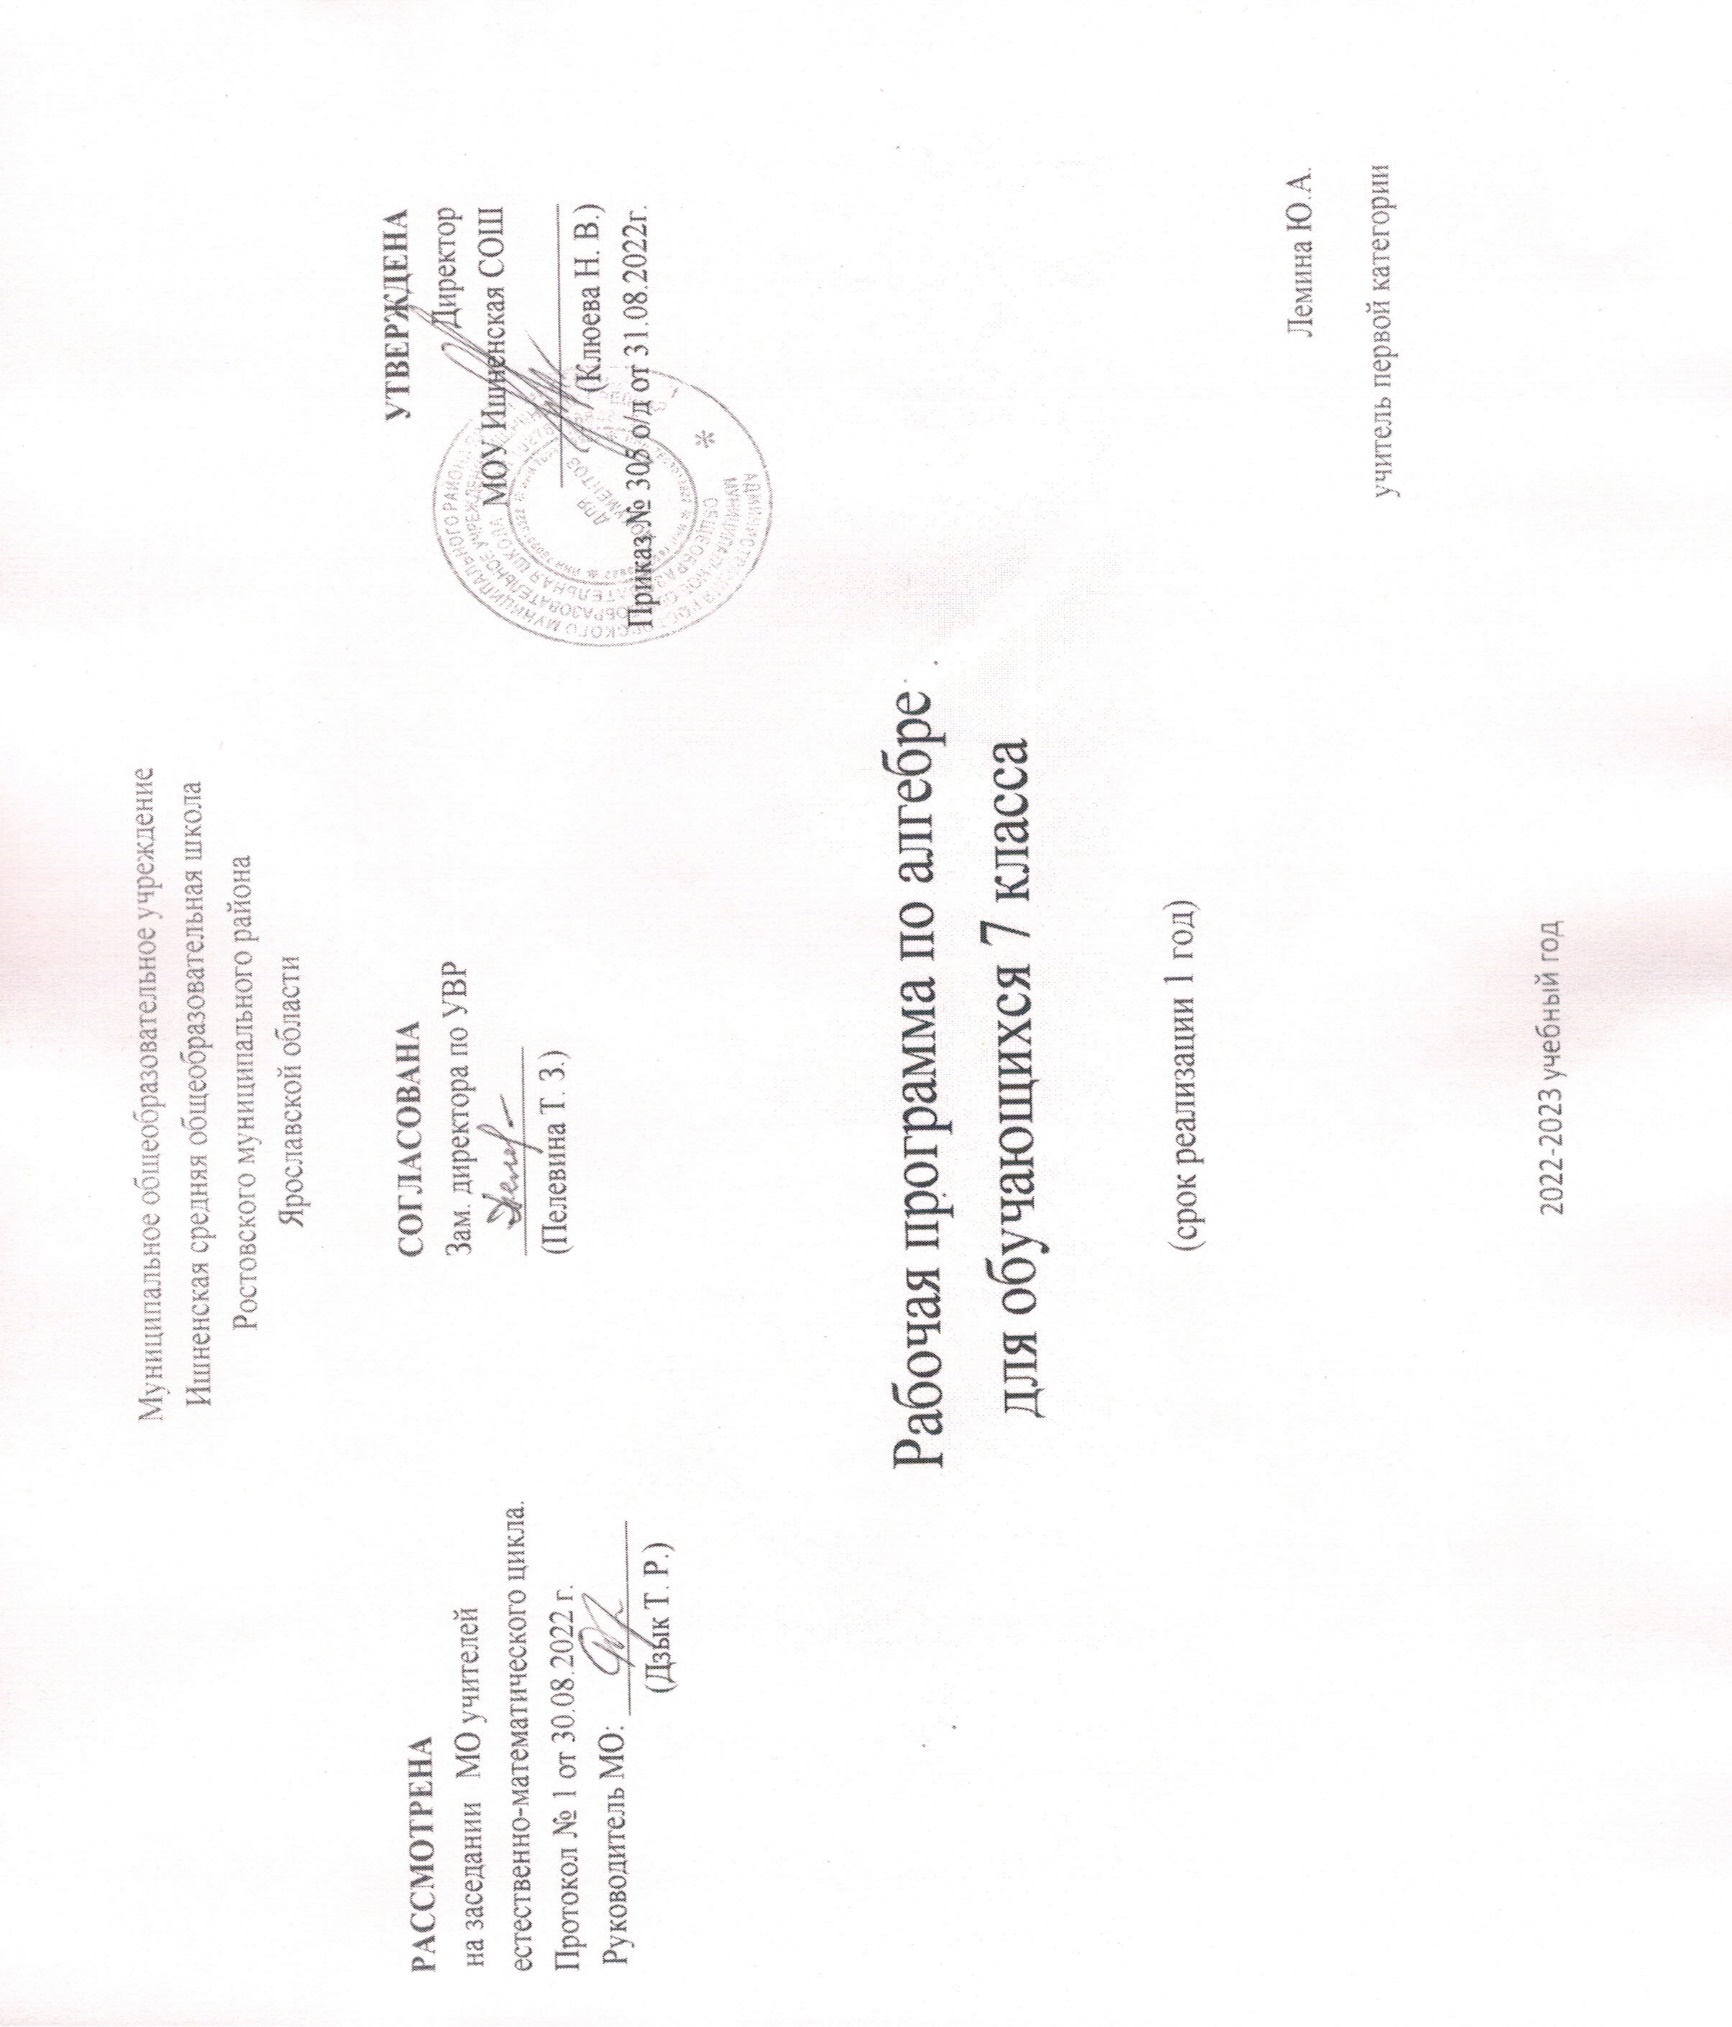 Муниципальное общеобразовательное учреждение
Ишненская средняя общеобразовательная школа
Ростовского муниципального района
Ярославской области
РАССМОТРЕНА
на заседании МО учителей
естественно-математического цикла.
Протокол № 1 от 30.08.2022 г.
Руководитель МО:
(Дзык Т. Р.)
СОГЛАСОВАНА
Зам. директора по УВР
(Пелевина Т. З.)
УТВЕРЖДЕНА
Директор
МОУ Ишненская СОШ
(Клюева Н. В.)
Приказ № 305 о/д от 31.08.2022г.
ДЛЯ
Рабочая программа по алгебре
для обучающихся 7 класса
(срок реализации 1 год)
Лемина Ю.А.
учитель первой категории
2022-2023 учебный год